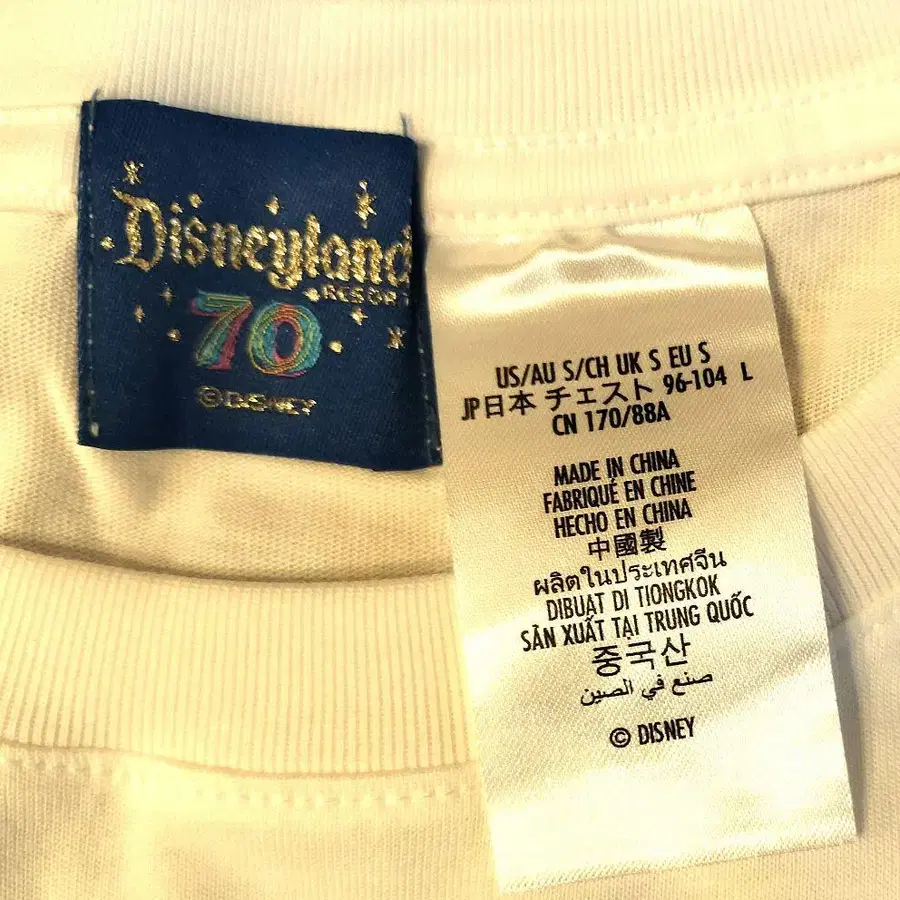 Disneyland
RESORT
70
© DISNEY
US/AU S/CH UK S EU S
JP日本 チェスト 96-104 L
CN 170/88A
MADE IN CHINA
FABRIQUÉ EN CHINE
HECHO EN CHINA
中國製
ผลิตในประเทศจีน
DIBUAT DI TIONGKOK
SẢN XUẤT TẠI TRUNG QUỐC
중국산
صنع في الصين
© DISNEY